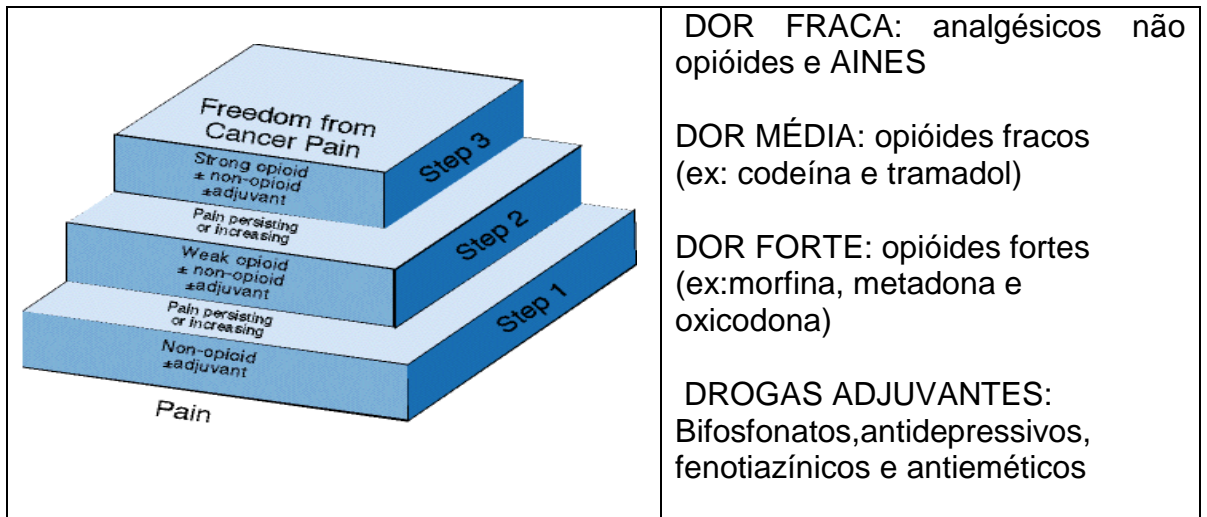 Freedom from
Cancer Pain
Strong opioid
± non-opioid
±adjuvant
Step 3
Pain persisting
or increasing
Weak opioid
± non-opioid
±adjuvant
Step 2
Pain persisting
or increasing
Non-opioid
±adjuvant
Step 1
Pain
DOR FRACA: analgésicos não
opióides e AINES
DOR MÉDIA: opióides fracos
(ex: codeína e tramadol)
DOR FORTE: opióides fortes
(ex:morfina, metadona e
oxicodona)
DROGAS ADJUVANTES:
Bifosfonatos,antidepressivos,
fenotiazínicos e antieméticos